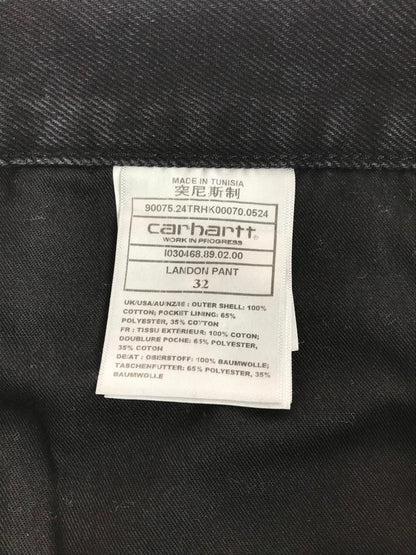 MADE IN TUNISIA
突尼斯制
90075.24TRHK00070.0524
carhartt
WORK IN PROGRESS
I030468.89.02.00
LANDON PANT
32
UK/USA/AU/NZ/IE : OUTER SHELL: 100%
COTTON; POCKET LINING: 65%
POLYESTER, 35% COTTON
FR : TISSU EXTÉRIEUR: 100% COTON;
DOUBLURE POCHE: 65% POLYESTER,
35% COTON
DE/AT : OBERSTOFF: 100% BAUMWOLLE;
TASCHENFUTTER: 65% POLYESTER, 35%
BAUMWOLLE